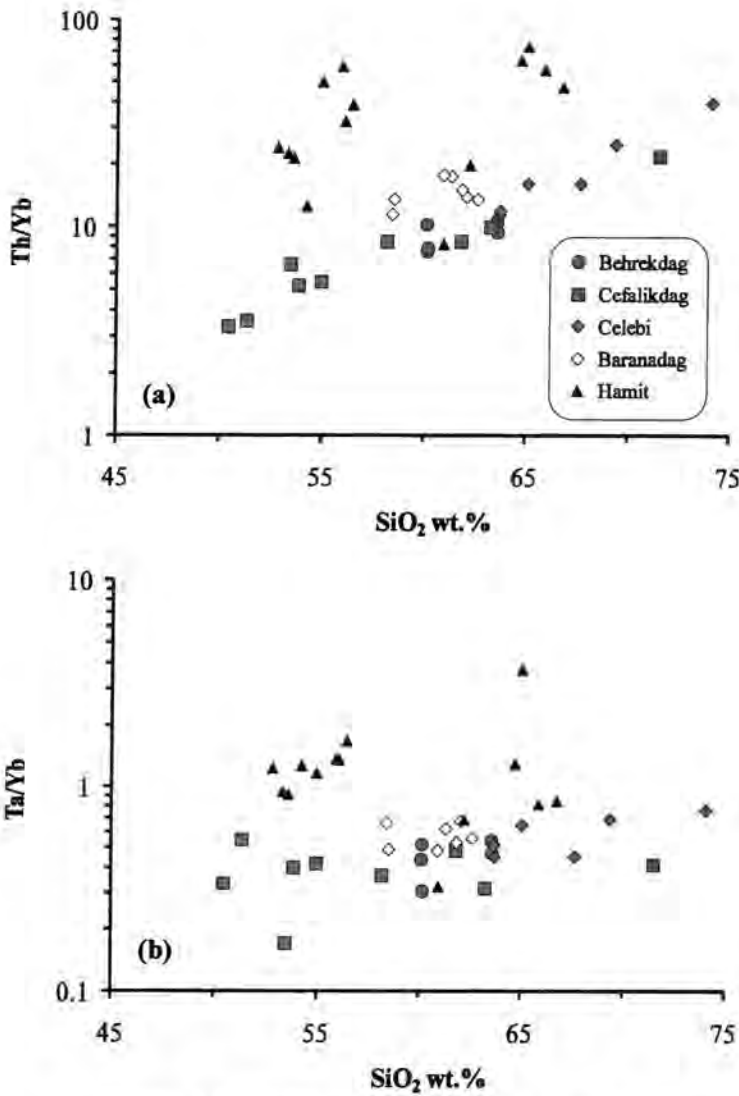 100
10
1
Th/Yb
(a)
Behrekdag
Cefalikdag
Celebi
Baranadag
Hamit
45 55 65 75
SiO₂ wt.%
10
1
0.1
Ta/Yb
(b)
45 55 65 75
SiO₂ wt.%